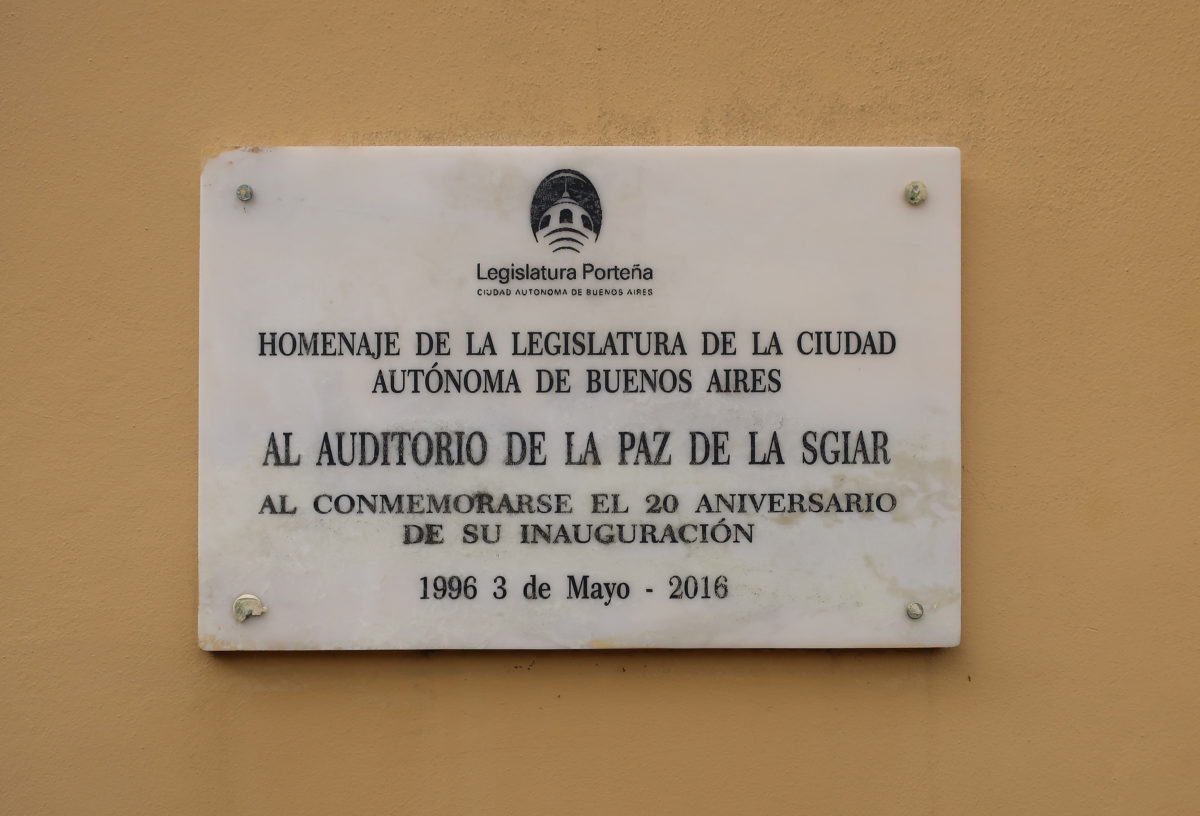 Legislatura Porteña
CIUDAD AUTONOMA DE BUENOS AIRES
HOMENAJE DE LA LEGISLATURA DE LA CIUDAD
AUTÓNOMA DE BUENOS AIRES
AL AUDITORIO DE LA PAZ DE LA SGIAR
AL CONMEMORARSE EL 20 ANIVERSARIO
DE SU INAUGURACIÓN
1996 3 de Mayo - 2016